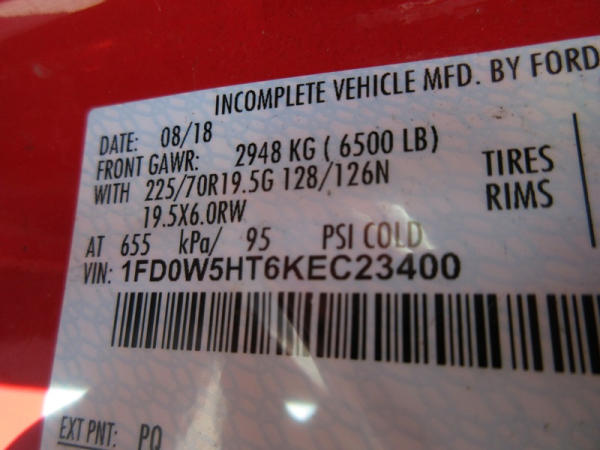 INCOMPLETE VEHICLE MFD. BY FORD
DATE: 08/18
FRONT GAWR: 2948 KG ( 6500 LB)
WITH 225/70R19.5G 128/126N TIRES
19.5X6.0RW RIMS
AT 655 kPa/ 95 PSI COLD
VIN: 1FD0W5HT6KEC23400
EXT PNT: PQ